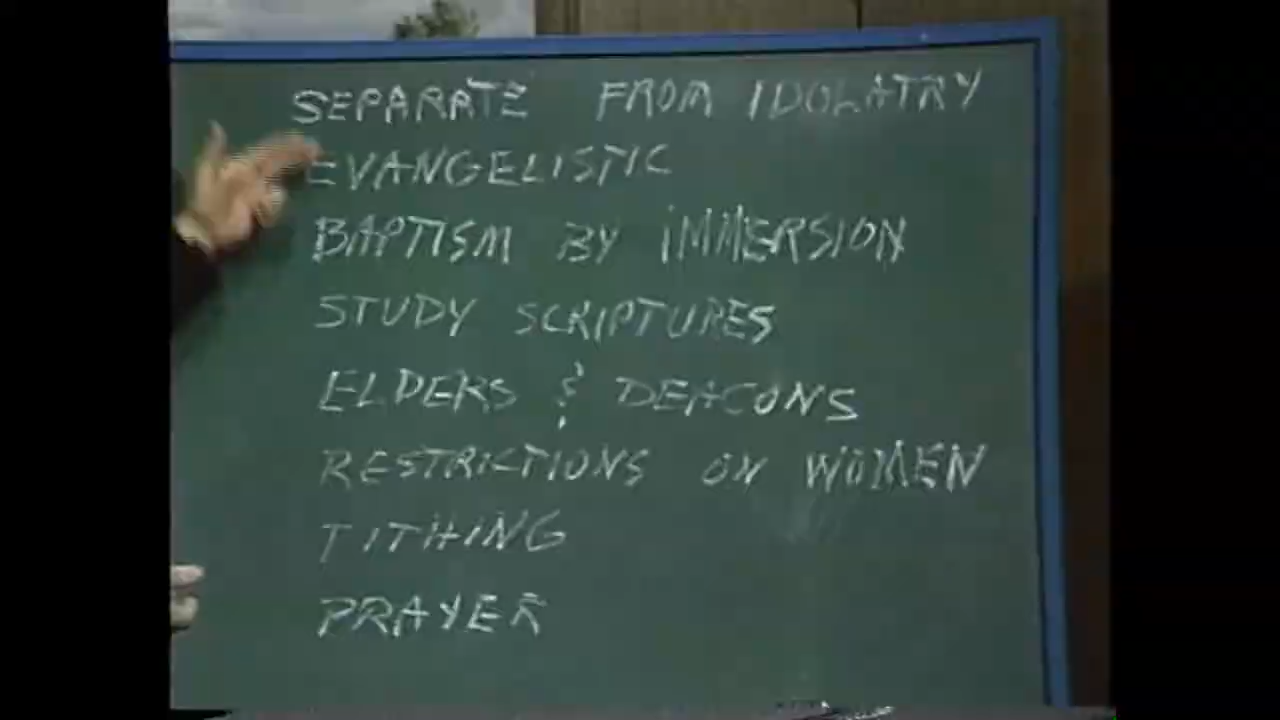 SEPARATE FROM IDOLATRY
EVANGELISTIC
BAPTISM BY IMMERSION
STUDY SCRIPTURES
ELDERS & DEACONS
RESTRICTIONS ON WOMEN
TITHING
PRAYER